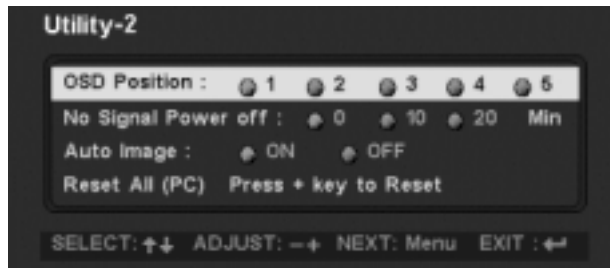 Utility-2
OSD Position : 1 2 3 4 5
No Signal Power off : 0 10 20 Min
Auto Image : ON OFF
Reset All (PC) Press + key to Reset
SELECT: ↑↓ ADJUST: –+ NEXT: Menu EXIT : ↵